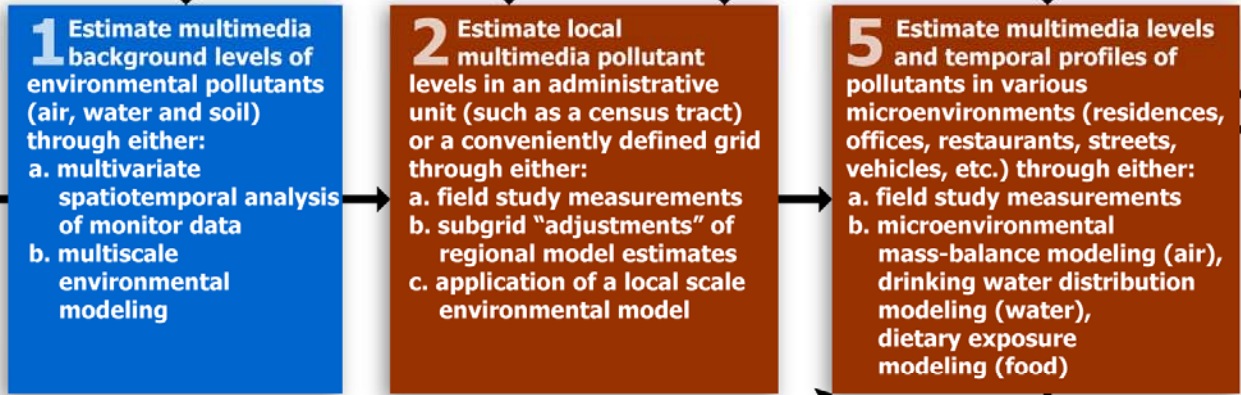 1 Estimate multimedia
background levels of
environmental pollutants
(air, water and soil)
through either:
a. multivariate
spatiotemporal analysis
of monitor data
b. multiscale
environmental
modeling
2 Estimate local
multimedia pollutant
levels in an administrative
unit (such as a census tract)
or a conveniently defined grid
through either:
a. field study measurements
b. subgrid “adjustments” of
regional model estimates
c. application of a local scale
environmental model
5 Estimate multimedia levels
and temporal profiles of
pollutants in various
microenvironments (residences,
offices, restaurants, streets,
vehicles, etc.) through either:
a. field study measurements
b. microenvironmental
mass-balance modeling (air),
drinking water distribution
modeling (water),
dietary exposure
modeling (food)